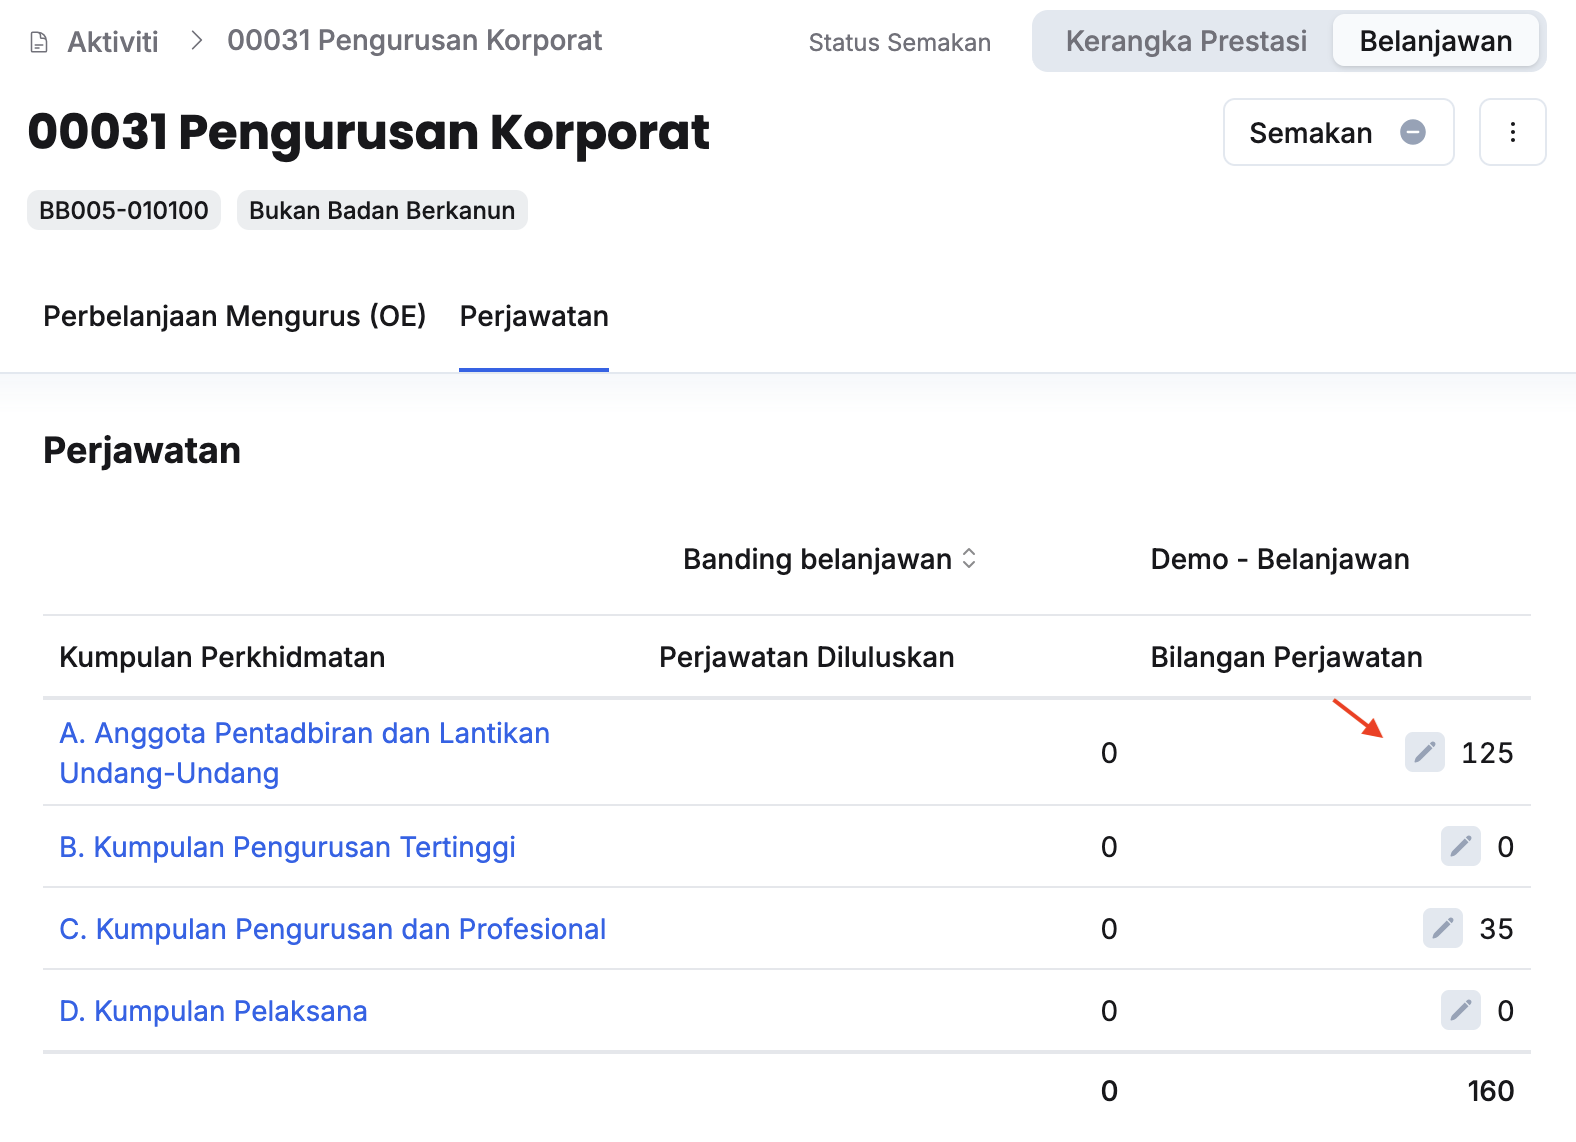 Aktiviti > 00031 Pengurusan Korporat
Status Semakan
Kerangka Prestasi
Belanjawan
00031 Pengurusan Korporat
Semakan
BB005-010100
Bukan Badan Berkanun
Perbelanjaan Mengurus (OE)
Perjawatan
Perjawatan
Banding belanjawan
Demo - Belanjawan
Kumpulan Perkhidmatan
Perjawatan Diluluskan
Bilangan Perjawatan
A. Anggota Pentadbiran dan Lantikan
Undang-Undang
0
125
B. Kumpulan Pengurusan Tertinggi
0
0
C. Kumpulan Pengurusan dan Profesional
0
35
D. Kumpulan Pelaksana
0
0
0
160